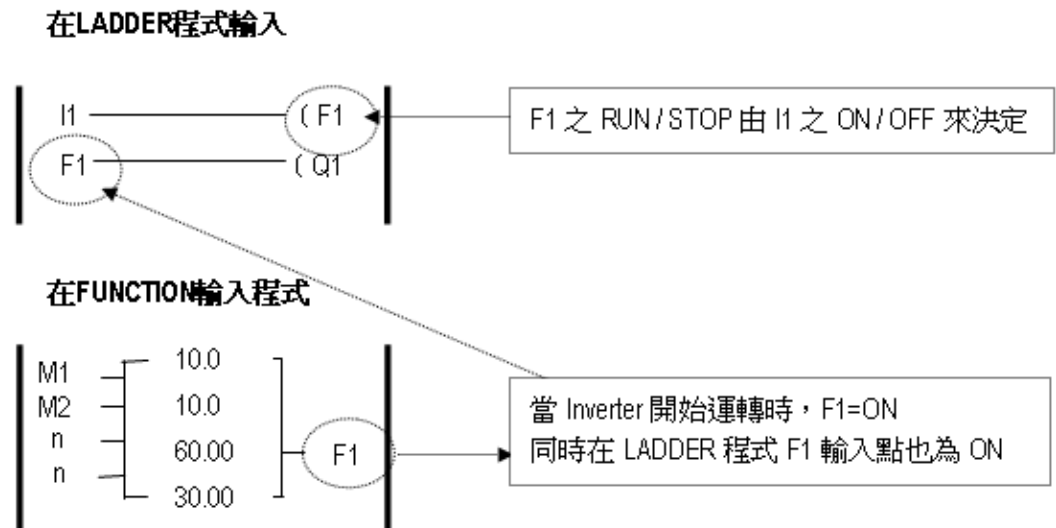 在LADDER程式輸入
I1 ( F1
F1 ( Q1
F1 之 RUN / STOP 由 I1 之 ON / OFF 來決定
在FUNCTION輸入程式
M1 10.0
M2 10.0
n 60.00
n 30.00
F1
當 Inverter 開始運轉時，F1=ON
同時在 LADDER 程式 F1 輸入點也為 ON